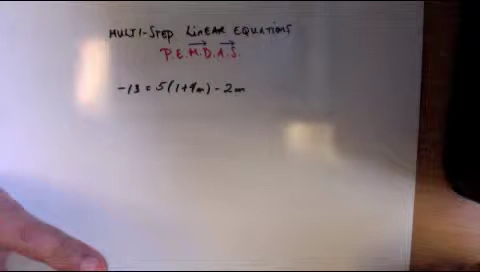 MULTI-STEP LINEAR EQUATIONS
P.E.M.D.A.S.
-13 = 5(1+4m) - 2m